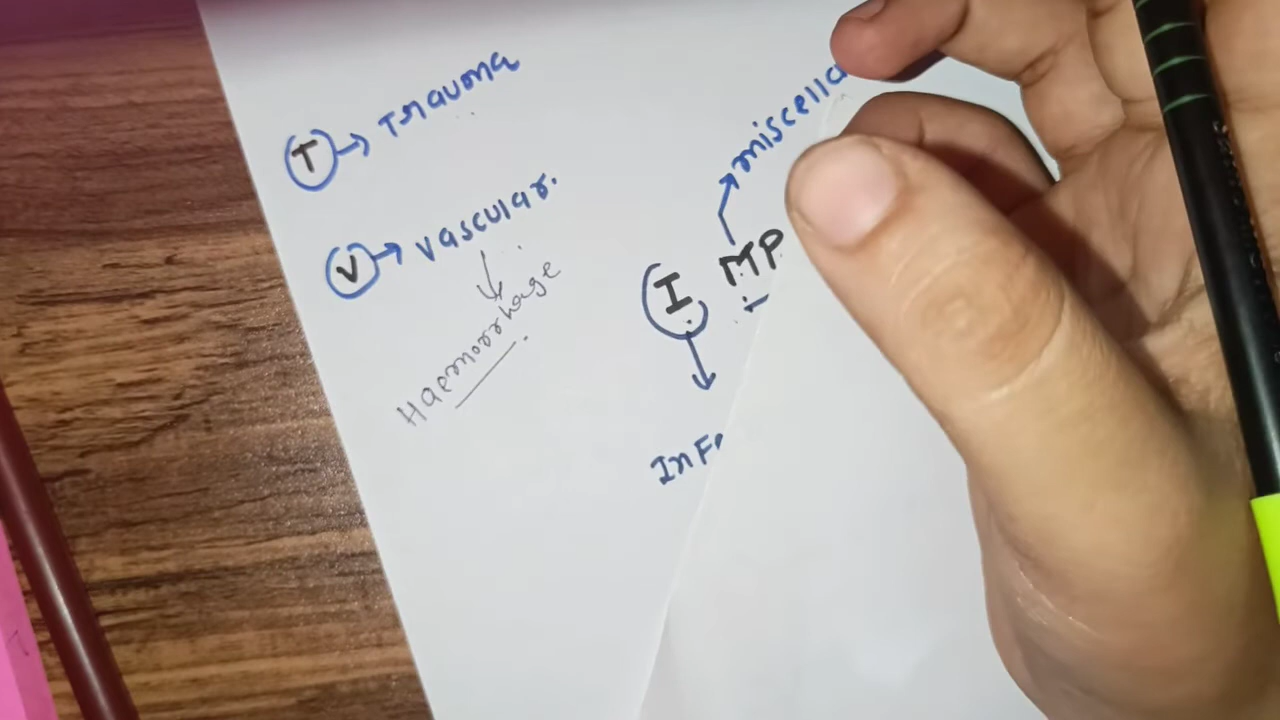 T → Trauma
V → vascular.
Haemorrhage
miscella
I MP
InF